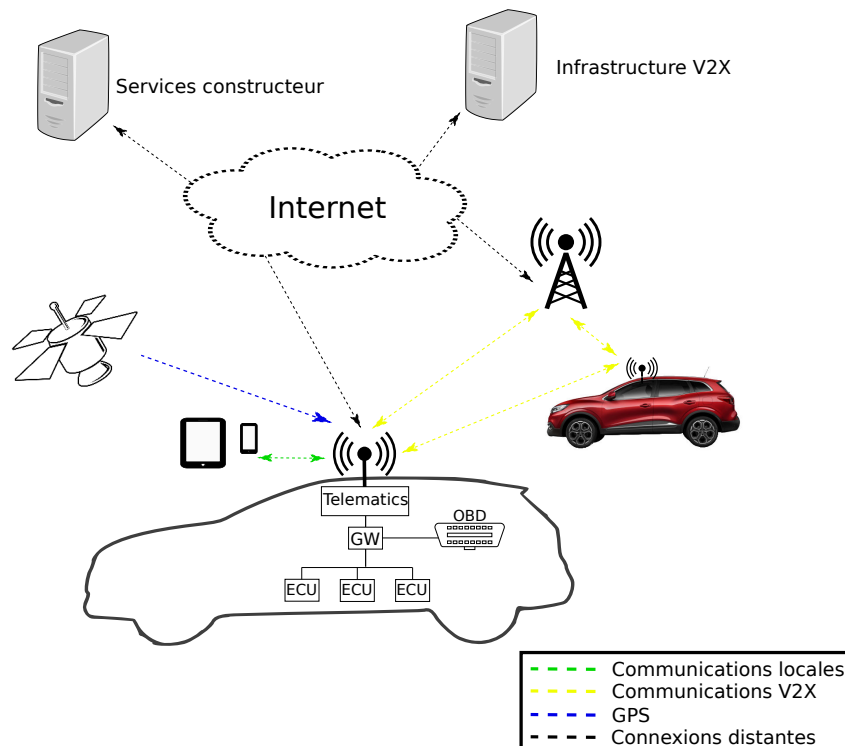 Services constructeur
Infrastructure V2X
Internet
Telematics
OBD
GW
ECU
ECU
ECU
Communications locales
Communications V2X
GPS
Connexions distantes